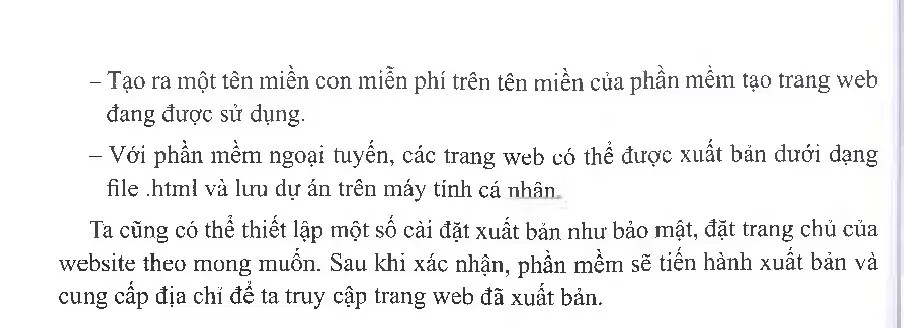 – Tạo ra một tên miền con miễn phí trên tên miền của phần mềm tạo trang web
đang được sử dụng.
– Với phần mềm ngoại tuyến, các trang web có thể được xuất bản dưới dạng
file .html và lưu dự án trên máy tính cá nhân.
Ta cũng có thể thiết lập một số cài đặt xuất bản như bảo mật, đặt trang chủ của
website theo mong muốn. Sau khi xác nhận, phần mềm sẽ tiến hành xuất bản và
cung cấp địa chỉ để ta truy cập trang web đã xuất bản.